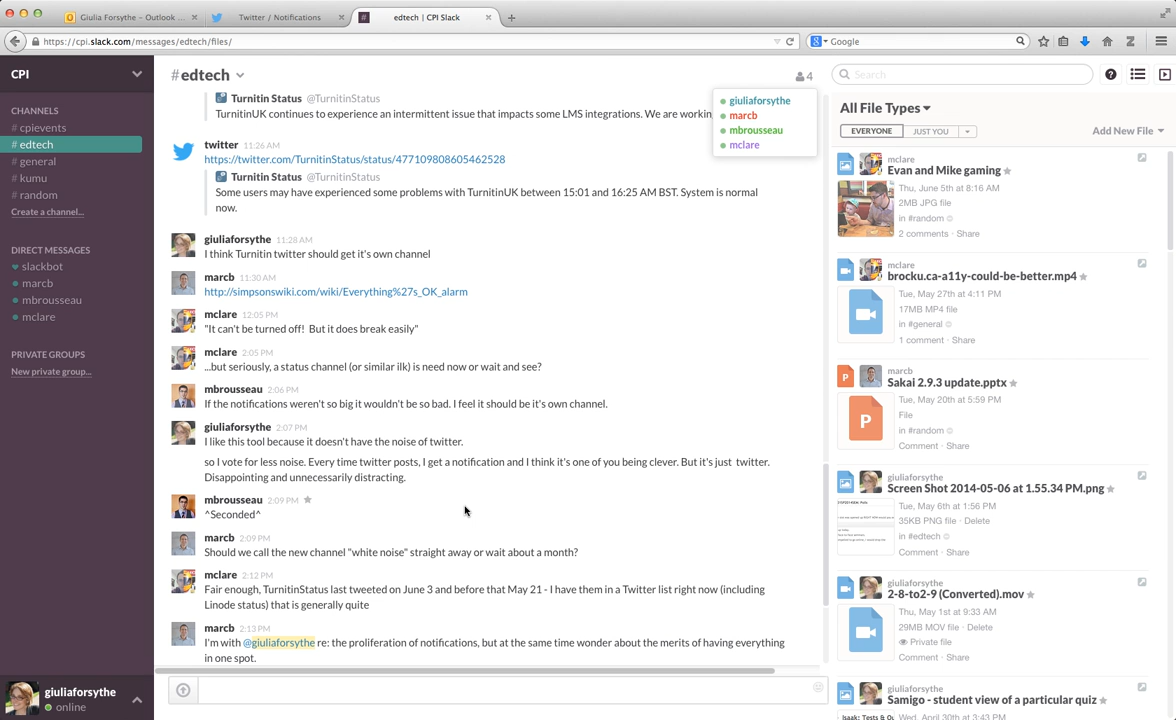 Giulia Forsythe – Outlook ...
Twitter / Notifications
edtech | CPI Slack
https://cpi.slack.com/messages/edtech/files/
Google
CPI
#edtech
4
Search
CHANNELS
# cpievents
# edtech
# general
# kumu
# random
Create a channel...
DIRECT MESSAGES
slackbot
marcb
mbrousseau
mclare
PRIVATE GROUPS
New private group...
giuliaforsythe
online
Turnitin Status @TurnitinStatus
TurnitinUK continues to experience an intermittent issue that impacts some LMS integrations. We are workin
giuliaforsythe
marcb
mbrousseau
mclare
twitter 11:26 AM
https://twitter.com/TurnitinStatus/status/477109808605462528
Turnitin Status @TurnitinStatus
Some users may have experienced some problems with TurnitinUK between 15:01 and 16:25 AM BST. System is normal
now.
giuliaforsythe 11:28 AM
I think Turnitin twitter should get it's own channel
marcb 11:30 AM
http://simpsonswiki.com/wiki/Everything%27s_OK_alarm
mclare 12:05 PM
"It can't be turned off! But it does break easily"
mclare 2:05 PM
...but seriously, a status channel (or similar ilk) is need now or wait and see?
mbrousseau 2:06 PM
If the notifications weren't so big it wouldn't be so bad. I feel it should be it's own channel.
giuliaforsythe 2:07 PM
I like this tool because it doesn't have the noise of twitter.
so I vote for less noise. Every time twitter posts, I get a notification and I think it's one of you being clever. But it's just twitter.
Disappointing and unnecessarily distracting.
mbrousseau 2:09 PM
^Seconded^
marcb 2:09 PM
Should we call the new channel "white noise" straight away or wait about a month?
mclare 2:12 PM
Fair enough, TurnitinStatus last tweeted on June 3 and before that May 21 - I have them in a Twitter list right now (including
Linode status) that is generally quite
marcb 2:13 PM
I'm with @giuliaforsythe re: the proliferation of notifications, but at the same time wonder about the merits of having everything
in one spot.
All File Types
EVERYONE JUST YOU
Add New File
mclare
Evan and Mike gaming
Thu, June 5th at 8:16 AM
2MB JPG file
in #random
2 comments · Share
mclare
brocku.ca-a11y-could-be-better.mp4
Tue, May 27th at 4:11 PM
17MB MP4 file
in #general
1 comment · Share
P
marcb
Sakai 2.9.3 update.pptx
Tue, May 20th at 5:59 PM
P
File
in #random
Comment · Share
giuliaforsythe
Screen Shot 2014-05-06 at 1.55.34 PM.png
Tue, May 6th at 1:56 PM
35KB PNG file · Delete
in #edtech
Comment · Share
giuliaforsythe
2-8-to2-9 (Converted).mov
Thu, May 1st at 9:33 AM
29MB MOV file · Delete
Private file
Comment · Share
giuliaforsythe
Samigo - student view of a particular quiz
Wed, April 30th at 3:43 PM